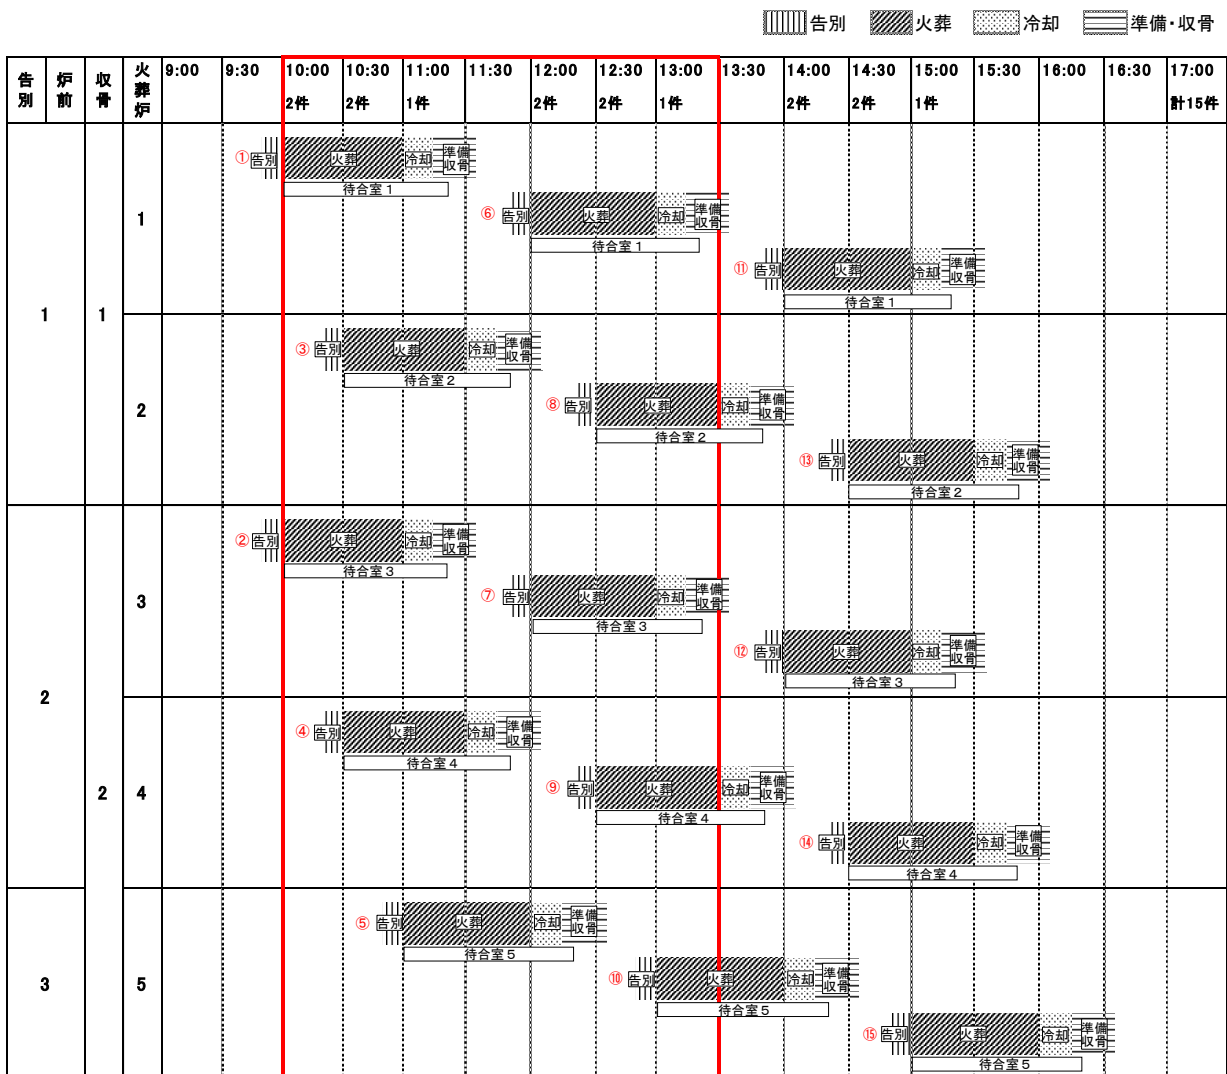 告別 火葬 冷却 準備・収骨
告別 炉前 収骨 火葬炉 9:00 9:30 10:00 10:30 11:00 11:30 12:00 12:30 13:00 13:30 14:00 14:30 15:00 15:30 16:00 16:30 17:00
2件 2件 1件 2件 2件 1件 2件 2件 1件 計15件
① 告別 火葬 冷却 準備 収骨
待合室1
1
⑥ 告別 火葬 冷却 準備 収骨
待合室1
⑪ 告別 火葬 冷却 準備 収骨
待合室1
1 1
③ 告別 火葬 冷却 準備 収骨
待合室2
2
⑧ 告別 火葬 冷却 準備 収骨
待合室2
⑬ 告別 火葬 冷却 準備 収骨
待合室2
② 告別 火葬 冷却 準備 収骨
待合室3
3
⑦ 告別 火葬 冷却 準備 収骨
待合室3
⑫ 告別 火葬 冷却 準備 収骨
待合室3
2
④ 告別 火葬 冷却 準備 収骨
待合室4
2 4
⑨ 告別 火葬 冷却 準備 収骨
待合室4
⑭ 告別 火葬 冷却 準備 収骨
待合室4
⑤ 告別 火葬 冷却 準備 収骨
待合室5
3 5
⑩ 告別 火葬 冷却 準備 収骨
待合室5
⑮ 告別 火葬 冷却 準備 収骨
待合室5